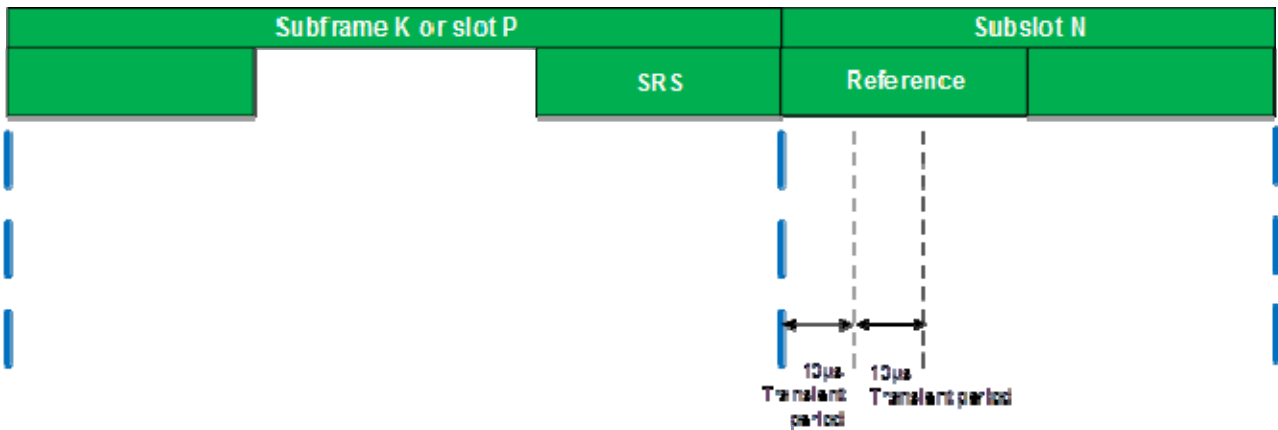 Subframe K or slot P
Subslot N
SRS
Reference
10µs
Transient
period
10µs
Transient period